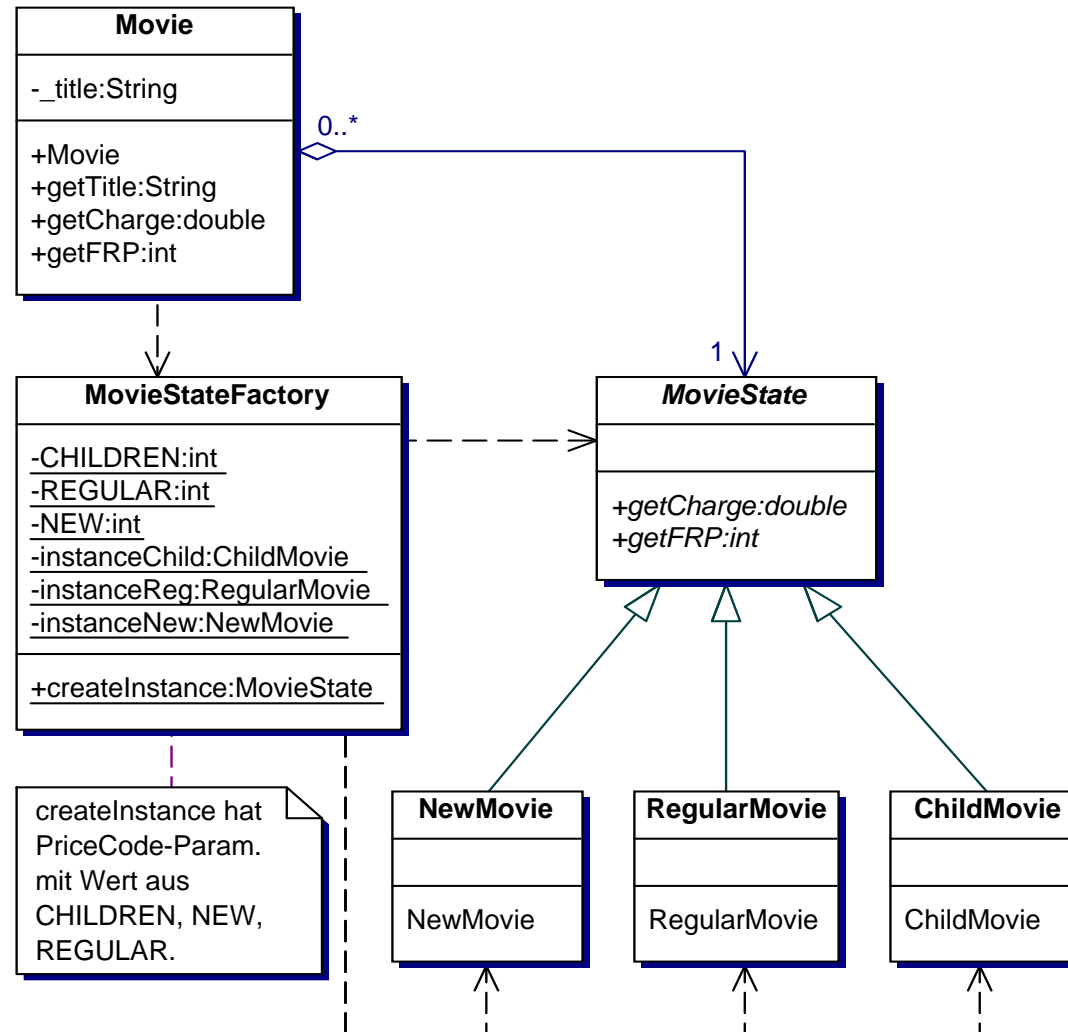 Movie
-_title:String
+Movie
+getTitle:String
+getCharge:double
+getFRP:int
0..*
1
MovieStateFactory
-CHILDREN:int
-REGULAR:int
-NEW:int
-instanceChild:ChildMovie
-instanceReg:RegularMovie
-instanceNew:NewMovie
+createInstance:MovieState
MovieState
+getCharge:double
+getFRP:int
createInstance hat
PriceCode-Param.
mit Wert aus
CHILDREN, NEW,
REGULAR.
NewMovie
NewMovie
RegularMovie
RegularMovie
ChildMovie
ChildMovie